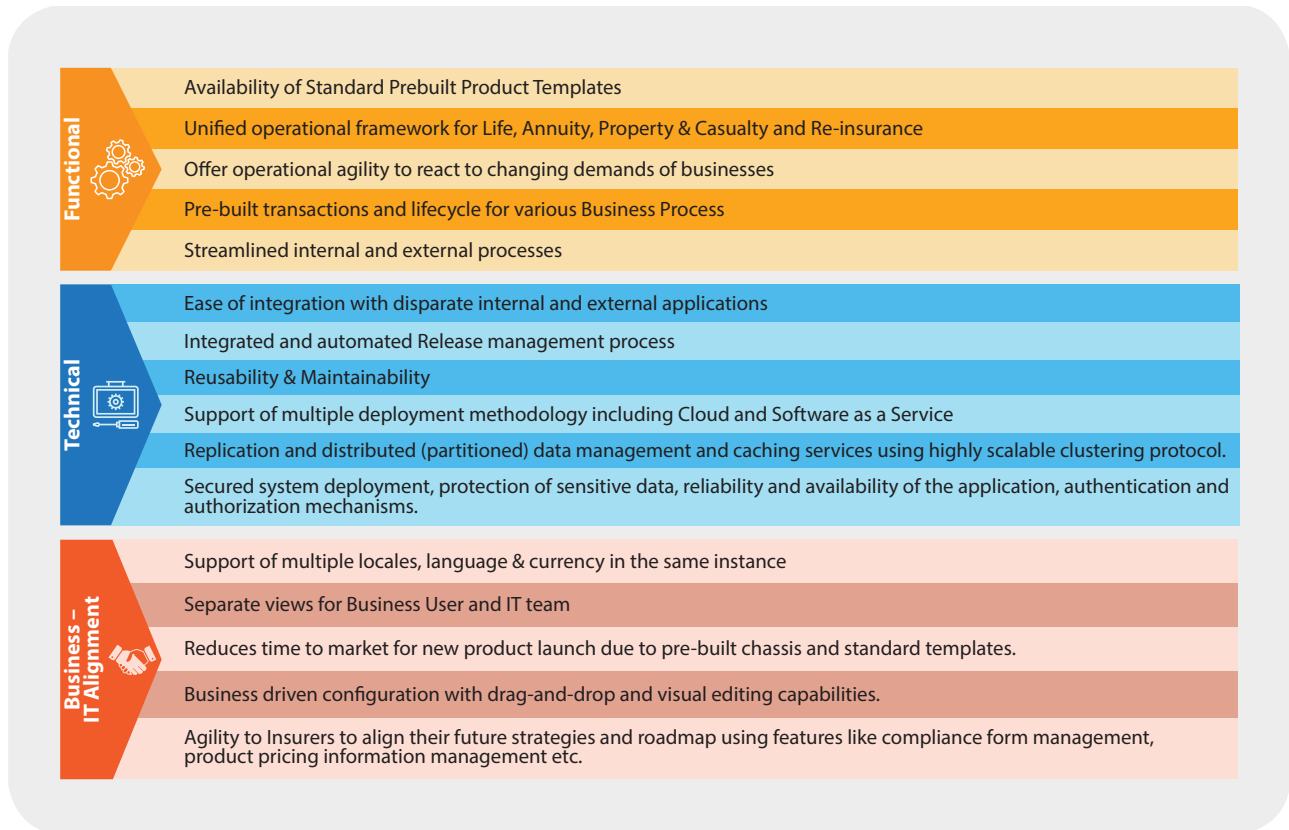 Functional
Availability of Standard Prebuilt Product Templates
Unified operational framework for Life, Annuity, Property & Casualty and Re-insurance
Offer operational agility to react to changing demands of businesses
Pre-built transactions and lifecycle for various Business Process
Streamlined internal and external processes
Technical
Ease of integration with disparate internal and external applications
Integrated and automated Release management process
Reusability & Maintainability
Support of multiple deployment methodology including Cloud and Software as a Service
Replication and distributed (partitioned) data management and caching services using highly scalable clustering protocol.
Secured system deployment, protection of sensitive data, reliability and availability of the application, authentication and
authorization mechanisms.
Business –
IT Alignment
Support of multiple locales, language & currency in the same instance
Separate views for Business User and IT team
Reduces time to market for new product launch due to pre-built chassis and standard templates.
Business driven configuration with drag-and-drop and visual editing capabilities.
Agility to Insurers to align their future strategies and roadmap using features like compliance form management,
product pricing information management etc.